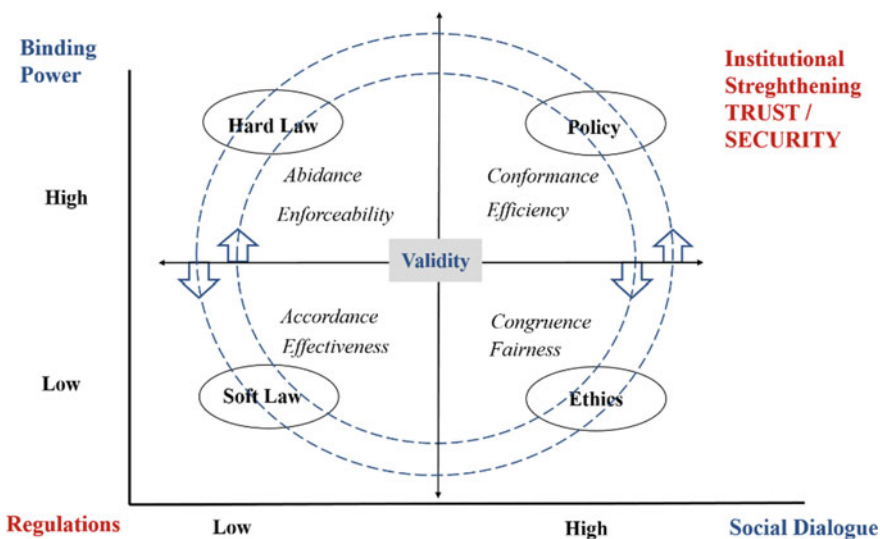 Binding
Power
Institutional
Streghthening
TRUST /
SECURITY
Hard Law
Policy
Abidance
Enforceability
Conformance
Efficiency
High
Validity
Accordance
Effectiveness
Congruence
Fairness
Low
Soft Law
Ethics
Regulations
Low
High
Social Dialogue